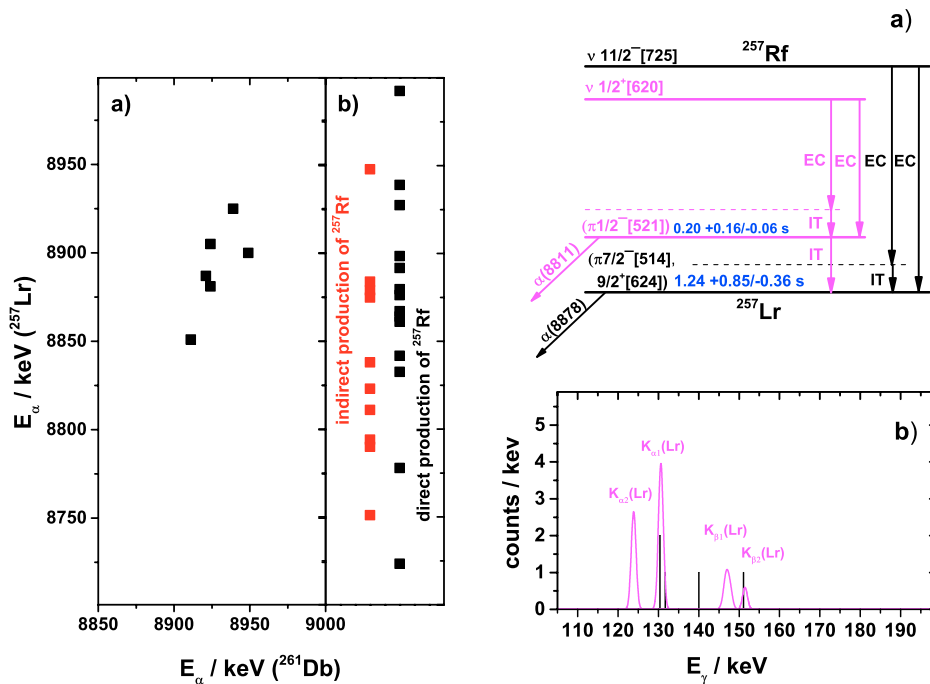 a)
b)
8950
8900
8850
8800
8750
E_α / keV (²⁵⁷Lr)
indirect production of ²⁵⁷Rf
direct production of ²⁵⁷Rf
8850
8900
8950
9000
E_α / keV (²⁶¹Db)
a)
ν 11/2⁻[725]
²⁵⁷Rf
ν 1/2⁺[620]
EC
EC
EC
EC
IT
(π1/2⁻[521])
0.20 +0.16/-0.06 s
α(8811)
IT
(π7/2⁻[514],
9/2⁺[624])
1.24 +0.85/-0.36 s
IT
α(8878)
²⁵⁷Lr
b)
5
4
3
2
1
0
counts / kev
K_α1(Lr)
K_α2(Lr)
K_β1(Lr)
K_β2(Lr)
110 120 130 140 150 160 170 180 190
E_γ / keV